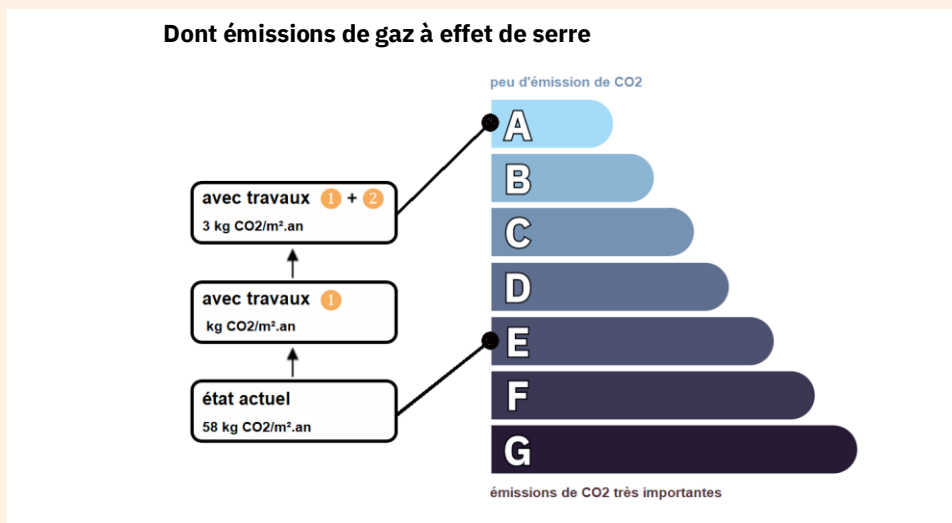 Dont émissions de gaz à effet de serre
peu d'émission de CO2
A
B
avec travaux 1 + 2
3 kg CO2/m².an
C
D
avec travaux 1
kg CO2/m².an
E
état actuel
58 kg CO2/m².an
F
G
émissions de CO2 très importantes